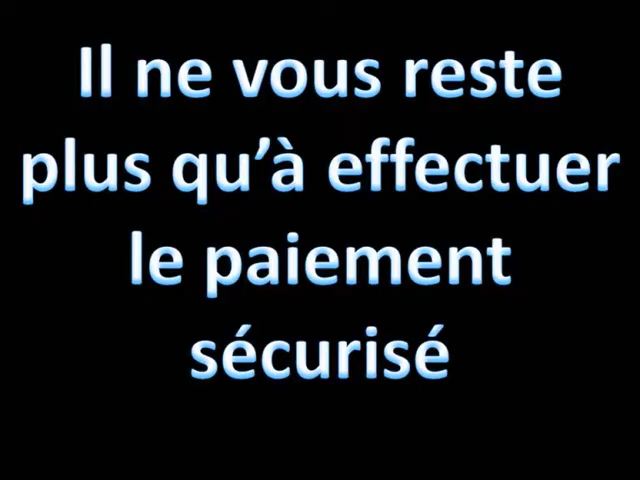 Il ne vous reste
plus qu’à effectuer
le paiement
sécurisé